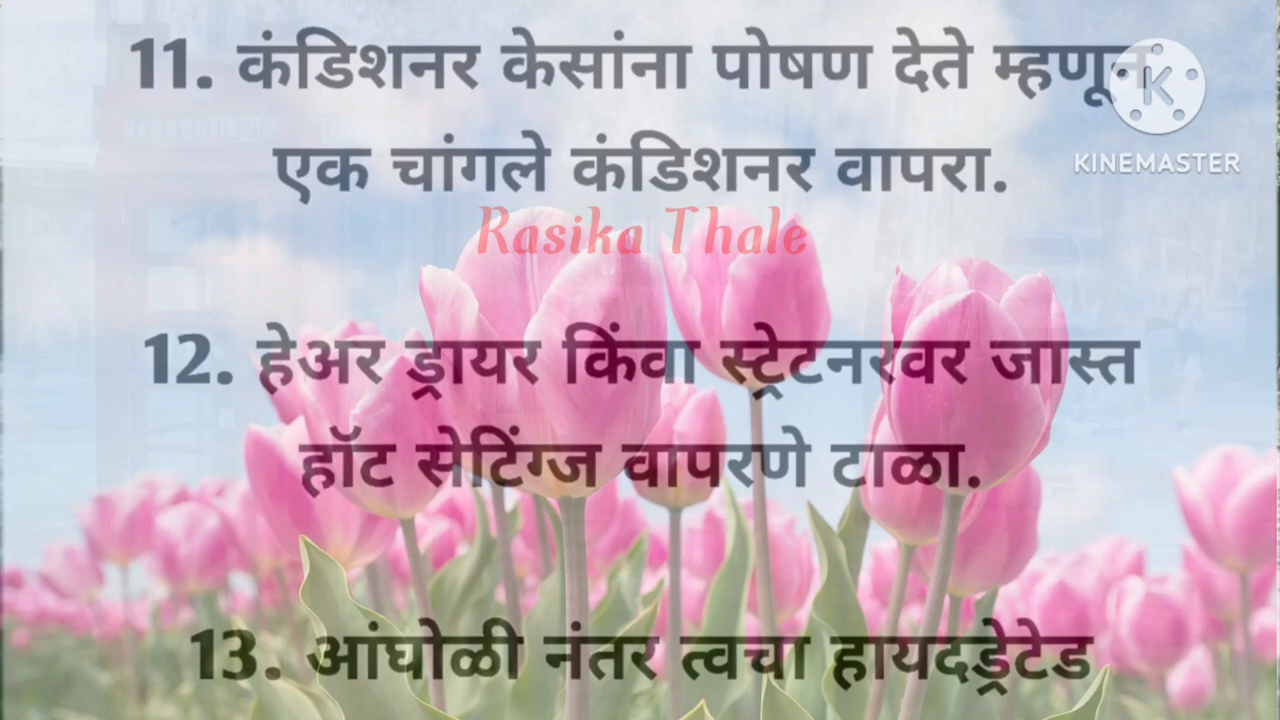 11. कंडिशनर केसांना पोषण देते म्हणून
एक चांगले कंडिशनर वापरा.
KINEMASTER
Rasika Thale
12. हेअर ड्रायर किंवा स्ट्रेटनरवर जास्त
हॉट सेटिंग्ज वापरणे टाळा.
13. आंघोळी नंतर त्वचा हायदड्रेटेड